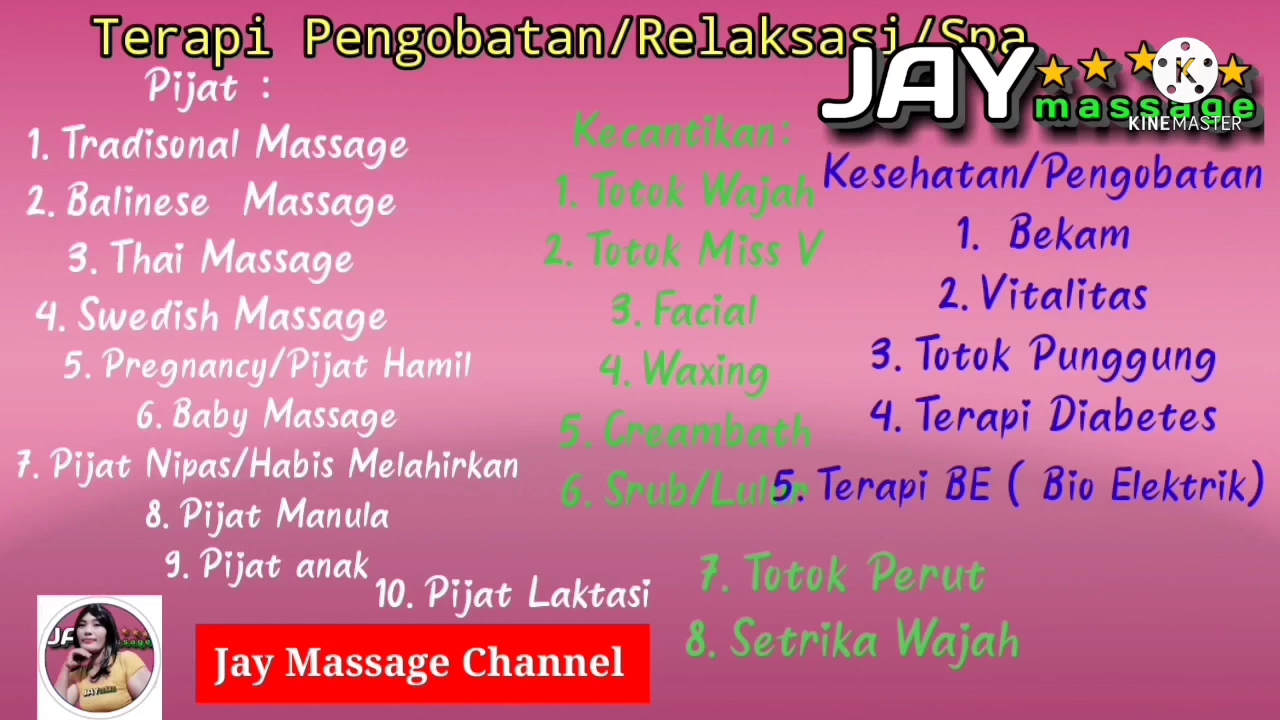 Terapi Pengobatan/Relaksasi/Spa
JAY
massage
KINEMASTER
Pijat :
1. Tradisonal Massage
2. Balinese Massage
3. Thai Massage
4. Swedish Massage
5. Pregnancy/Pijat Hamil
6. Baby Massage
7. Pijat Nipas/Habis Melahirkan
8. Pijat Manula
9. Pijat anak
10. Pijat Laktasi
Kecantikan:
1. Totok Wajah
2. Totok Miss V
3. Facial
4. Waxing
5. Creambath
6. Srub/Lulur
7. Totok Perut
8. Setrika Wajah
Kesehatan/Pengobatan
1. Bekam
2. Vitalitas
3. Totok Punggung
4. Terapi Diabetes
5. Terapi BE ( Bio Elektrik)
Jay Massage Channel